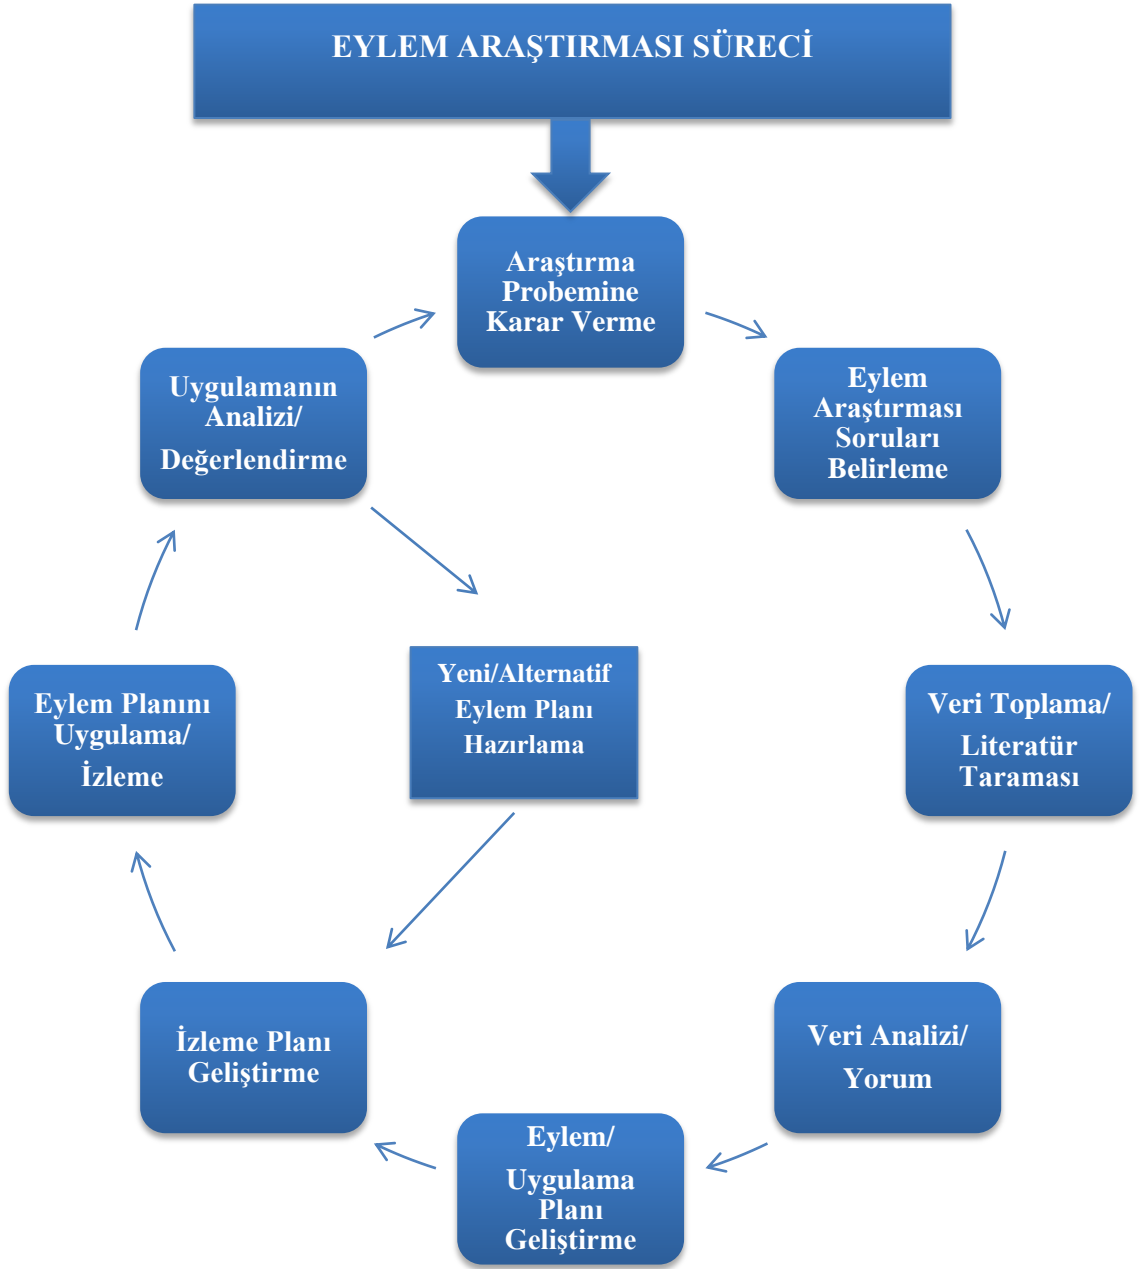 EYLEM ARAŞTIRMASI SÜRECİ
Araştırma
Probemine
Karar Verme
Eylem
Araştırması
Soruları
Belirleme
Veri Toplama/
Literatür
Taraması
Veri Analizi/
Yorum
Eylem/
Uygulama
Planı
Geliştirme
İzleme Planı
Geliştirme
Eylem Planını
Uygulama/
İzleme
Uygulamanın
Analizi/
Değerlendirme
Yeni/Alternatif
Eylem Planı
Hazırlama